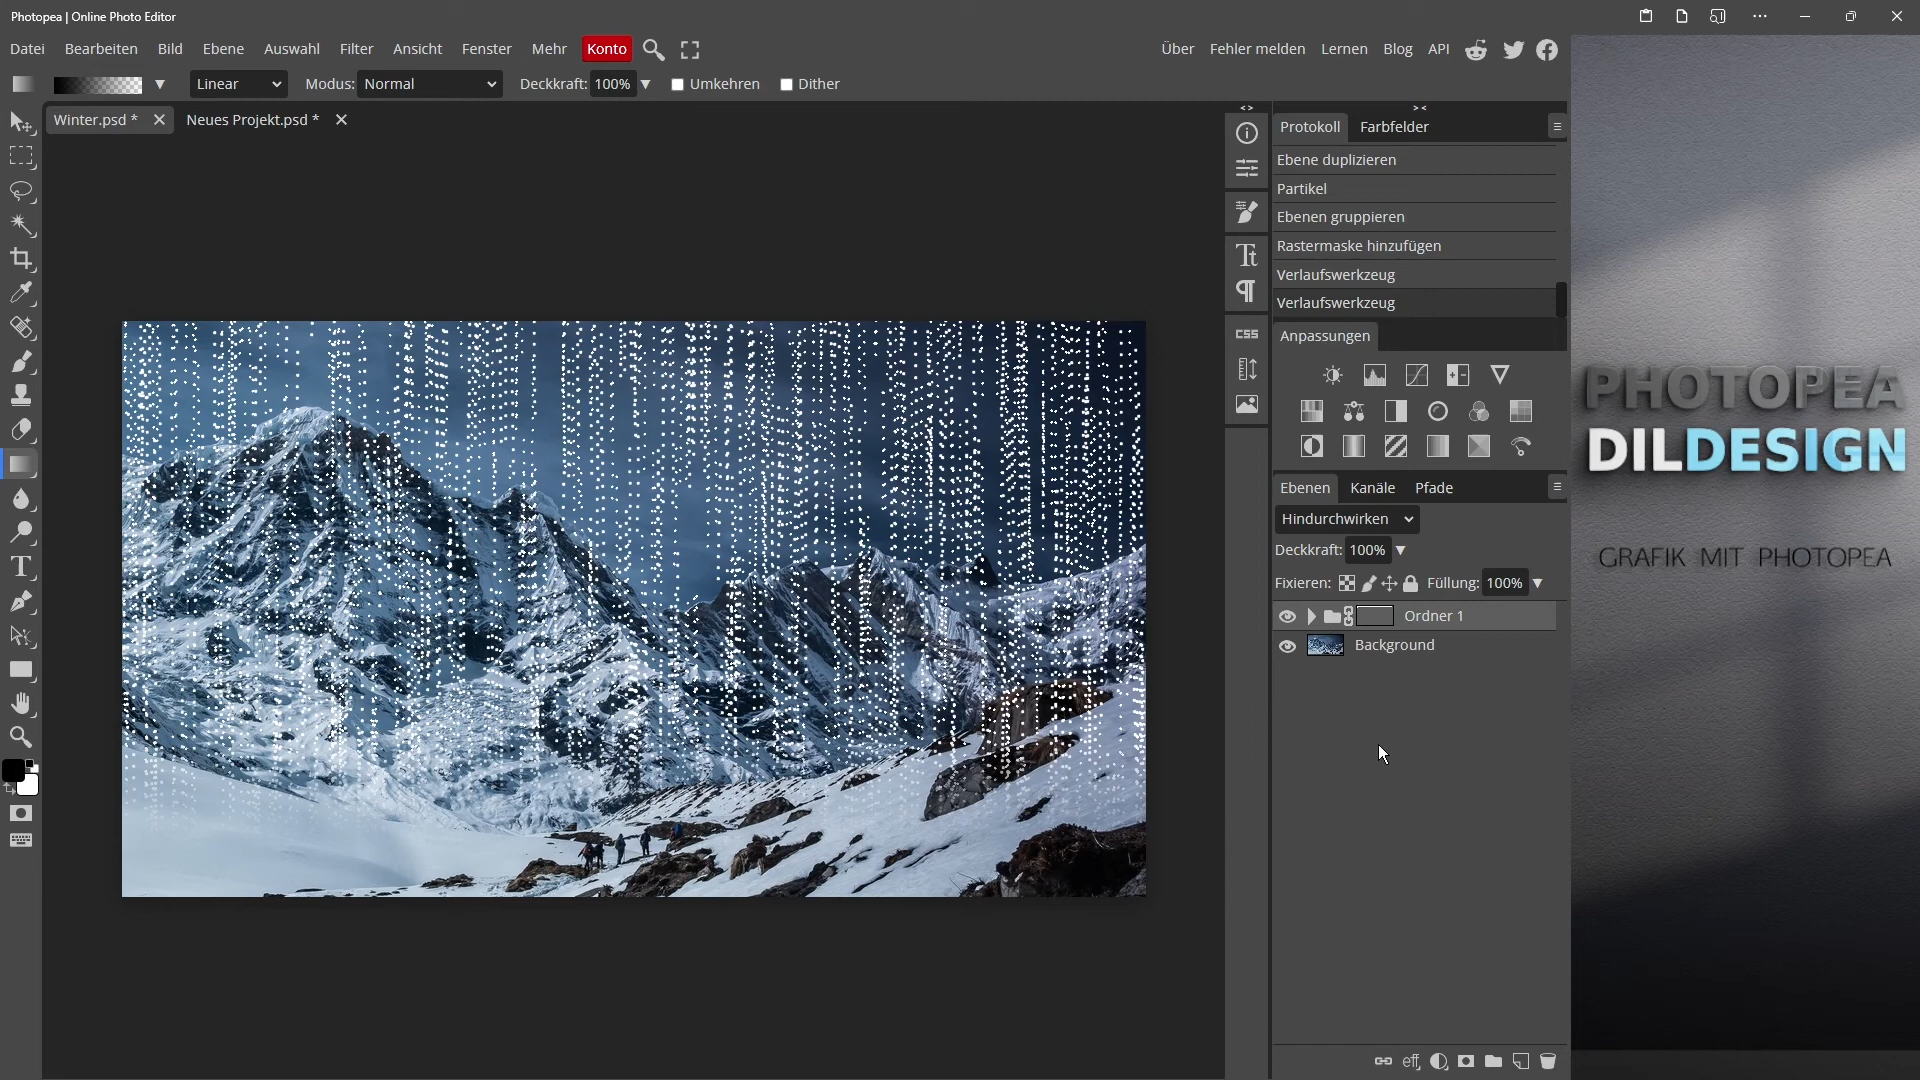 Photopea | Online Photo Editor
Datei Bearbeiten Bild Ebene Auswahl Filter Ansicht Fenster Mehr Konto Über Fehler melden Lernen Blog API
Linear Modus: Normal Deckkraft: 100% Umkehren Dither
Winter.psd * Neues Projekt.psd *
Protokoll Farbfelder
Ebene duplizieren
Partikel
Ebenen gruppieren
Rastermaske hinzufügen
Verlaufswerkzeug
Verlaufswerkzeug
Anpassungen
CSS
Ebenen Kanäle Pfade
Hindurchwirken
Deckkraft: 100%
Fixieren: Füllung: 100%
Ordner 1
Background
eff
PHOTOPEA
DILDESIGN
GRAFIK MIT PHOTOPEA